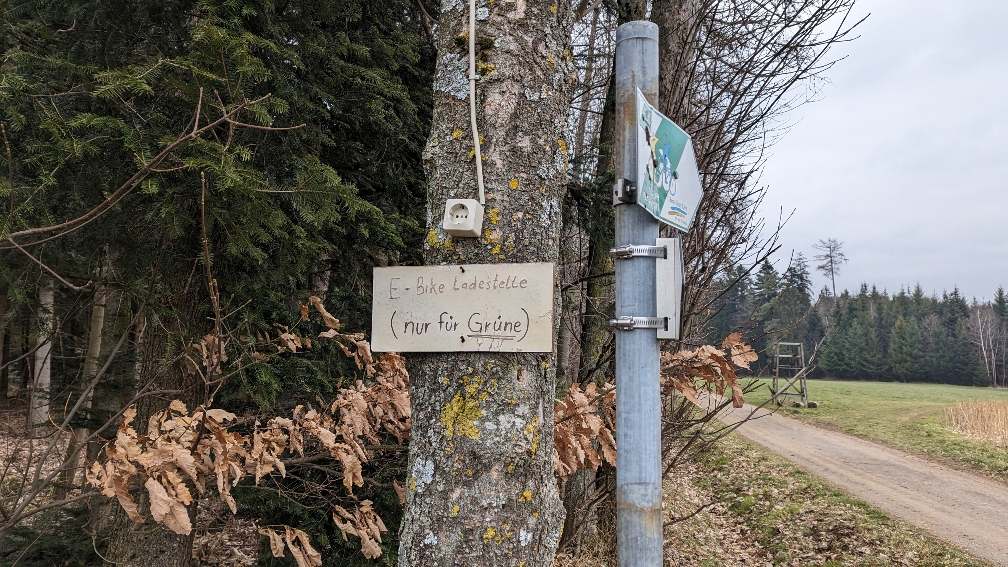 E - Bike Ladestelle
(nur für Grüne)